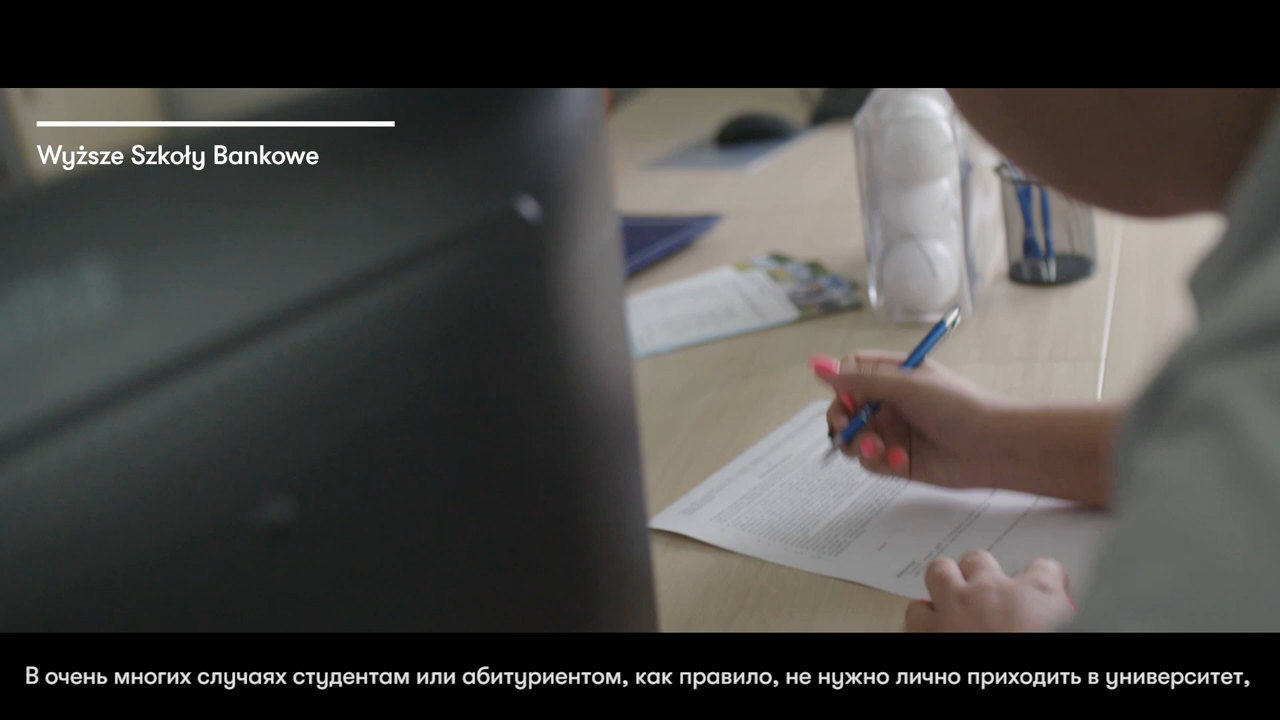 Wyższe Szkoły Bankowe
В очень многих случаях студентам или абитуриентом, как правило, не нужно лично приходить в университет,